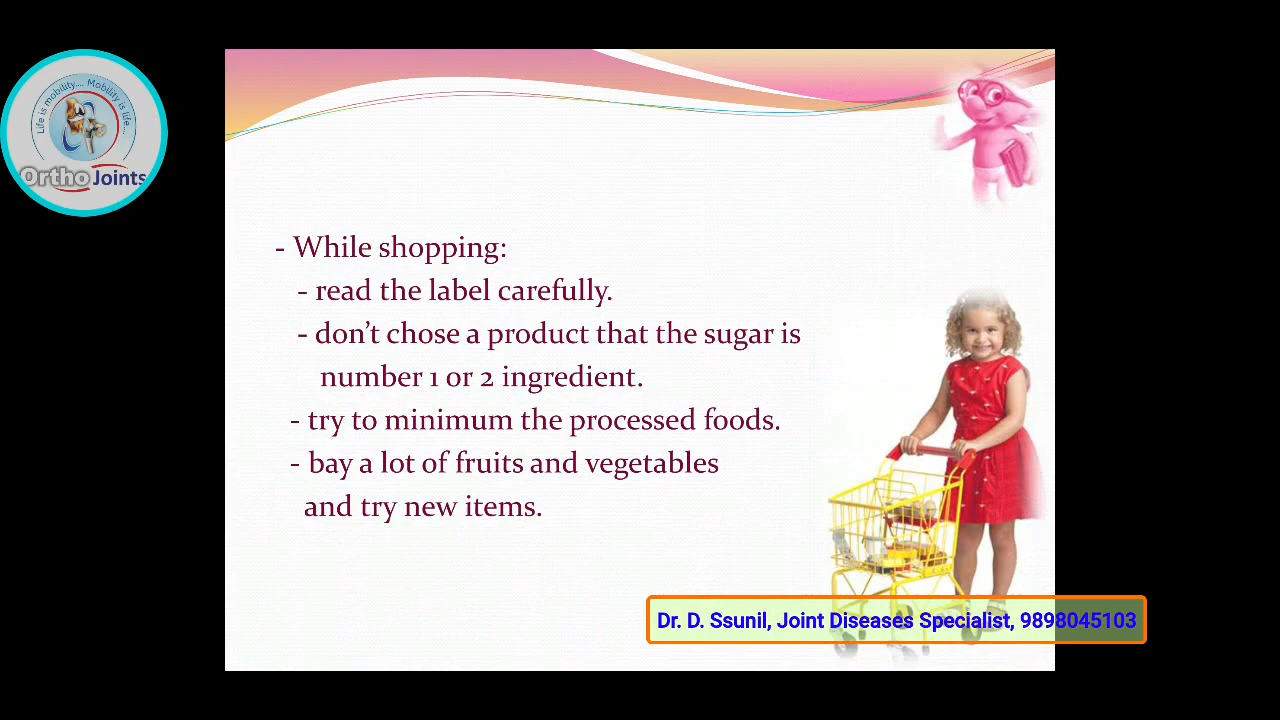 Life is mobility.... Mobility is life...
Ortho Joints
- While shopping:
- read the label carefully.
- don't chose a product that the sugar is
number 1 or 2 ingredient.
- try to minimum the processed foods.
- bay a lot of fruits and vegetables
and try new items.
Dr. D. Ssunil, Joint Diseases Specialist, 9898045103